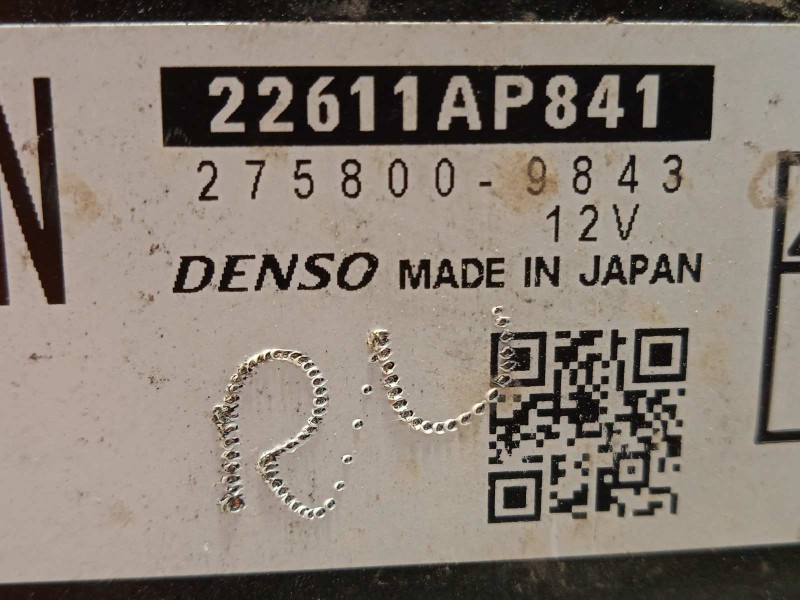 22611AP841
275800-9843
12V
DENSO MADE IN JAPAN
N